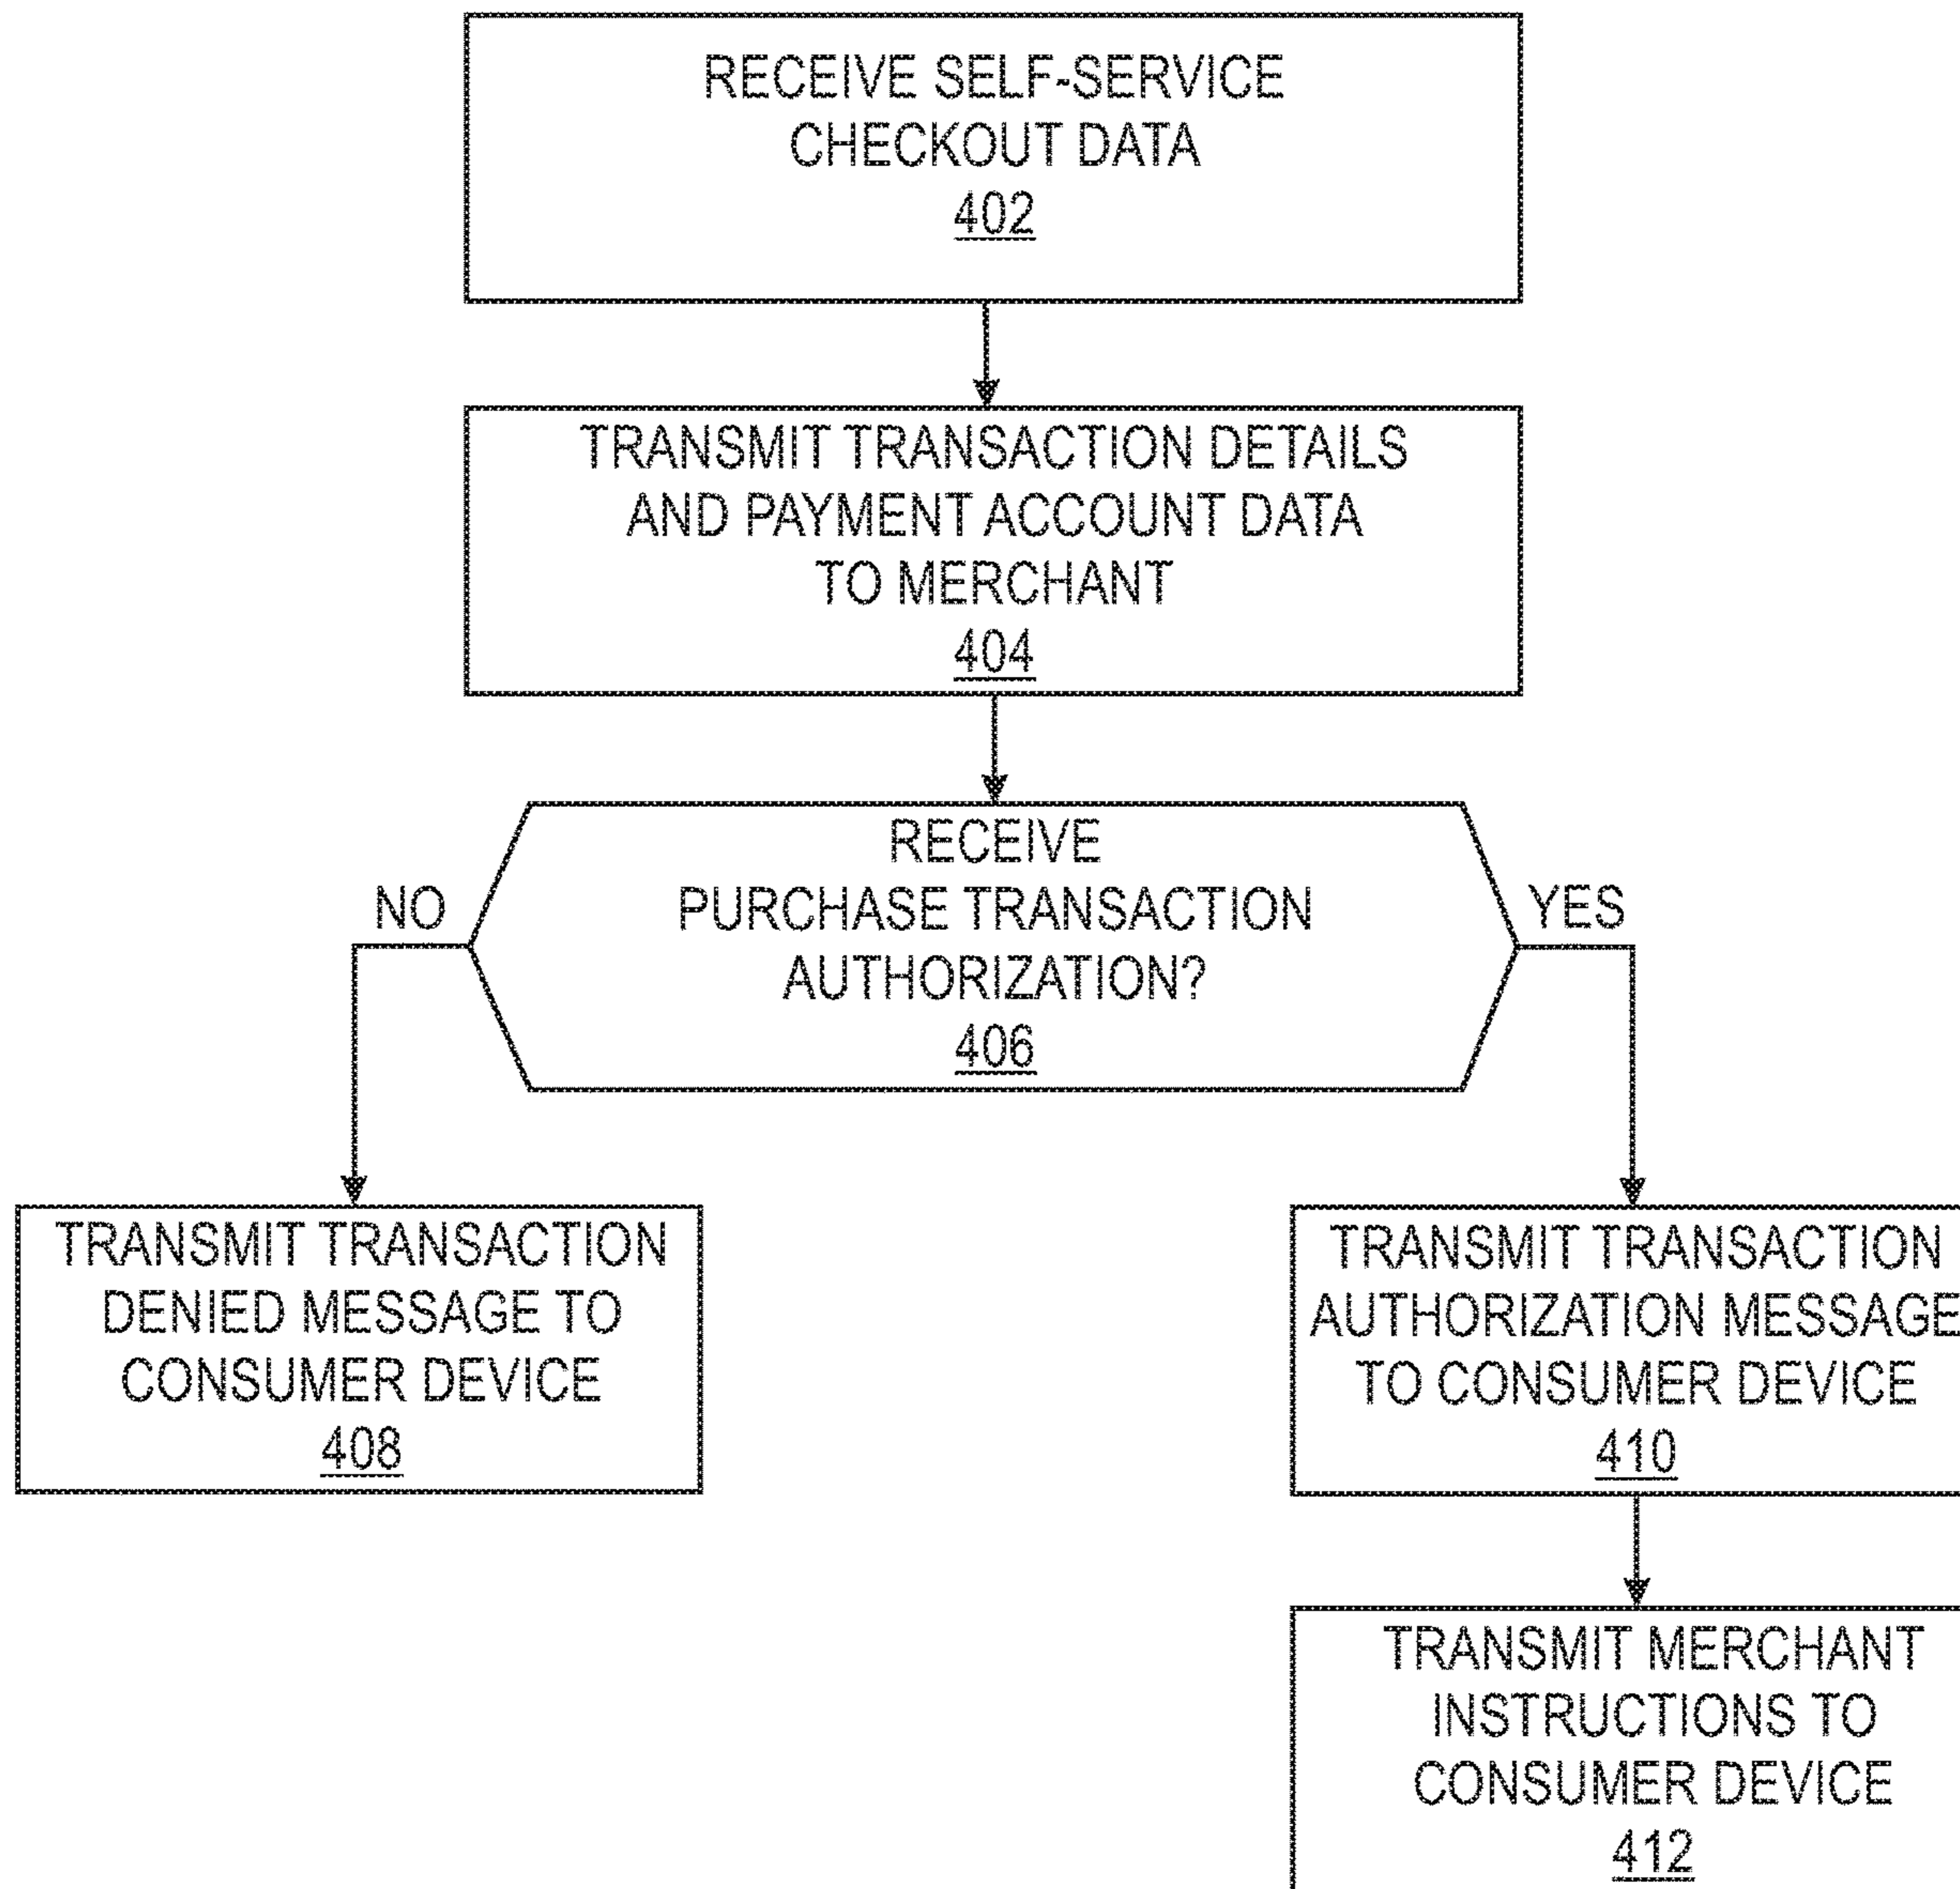 RECEIVE SELF-SERVICE
CHECKOUT DATA
402
TRANSMIT TRANSACTION DETAILS
AND PAYMENT ACCOUNT DATA
TO MERCHANT
404
RECEIVE
PURCHASE TRANSACTION
AUTHORIZATION?
406
NO
YES
TRANSMIT TRANSACTION
DENIED MESSAGE TO
CONSUMER DEVICE
408
TRANSMIT TRANSACTION
AUTHORIZATION MESSAGE
TO CONSUMER DEVICE
410
TRANSMIT MERCHANT
INSTRUCTIONS TO
CONSUMER DEVICE
412